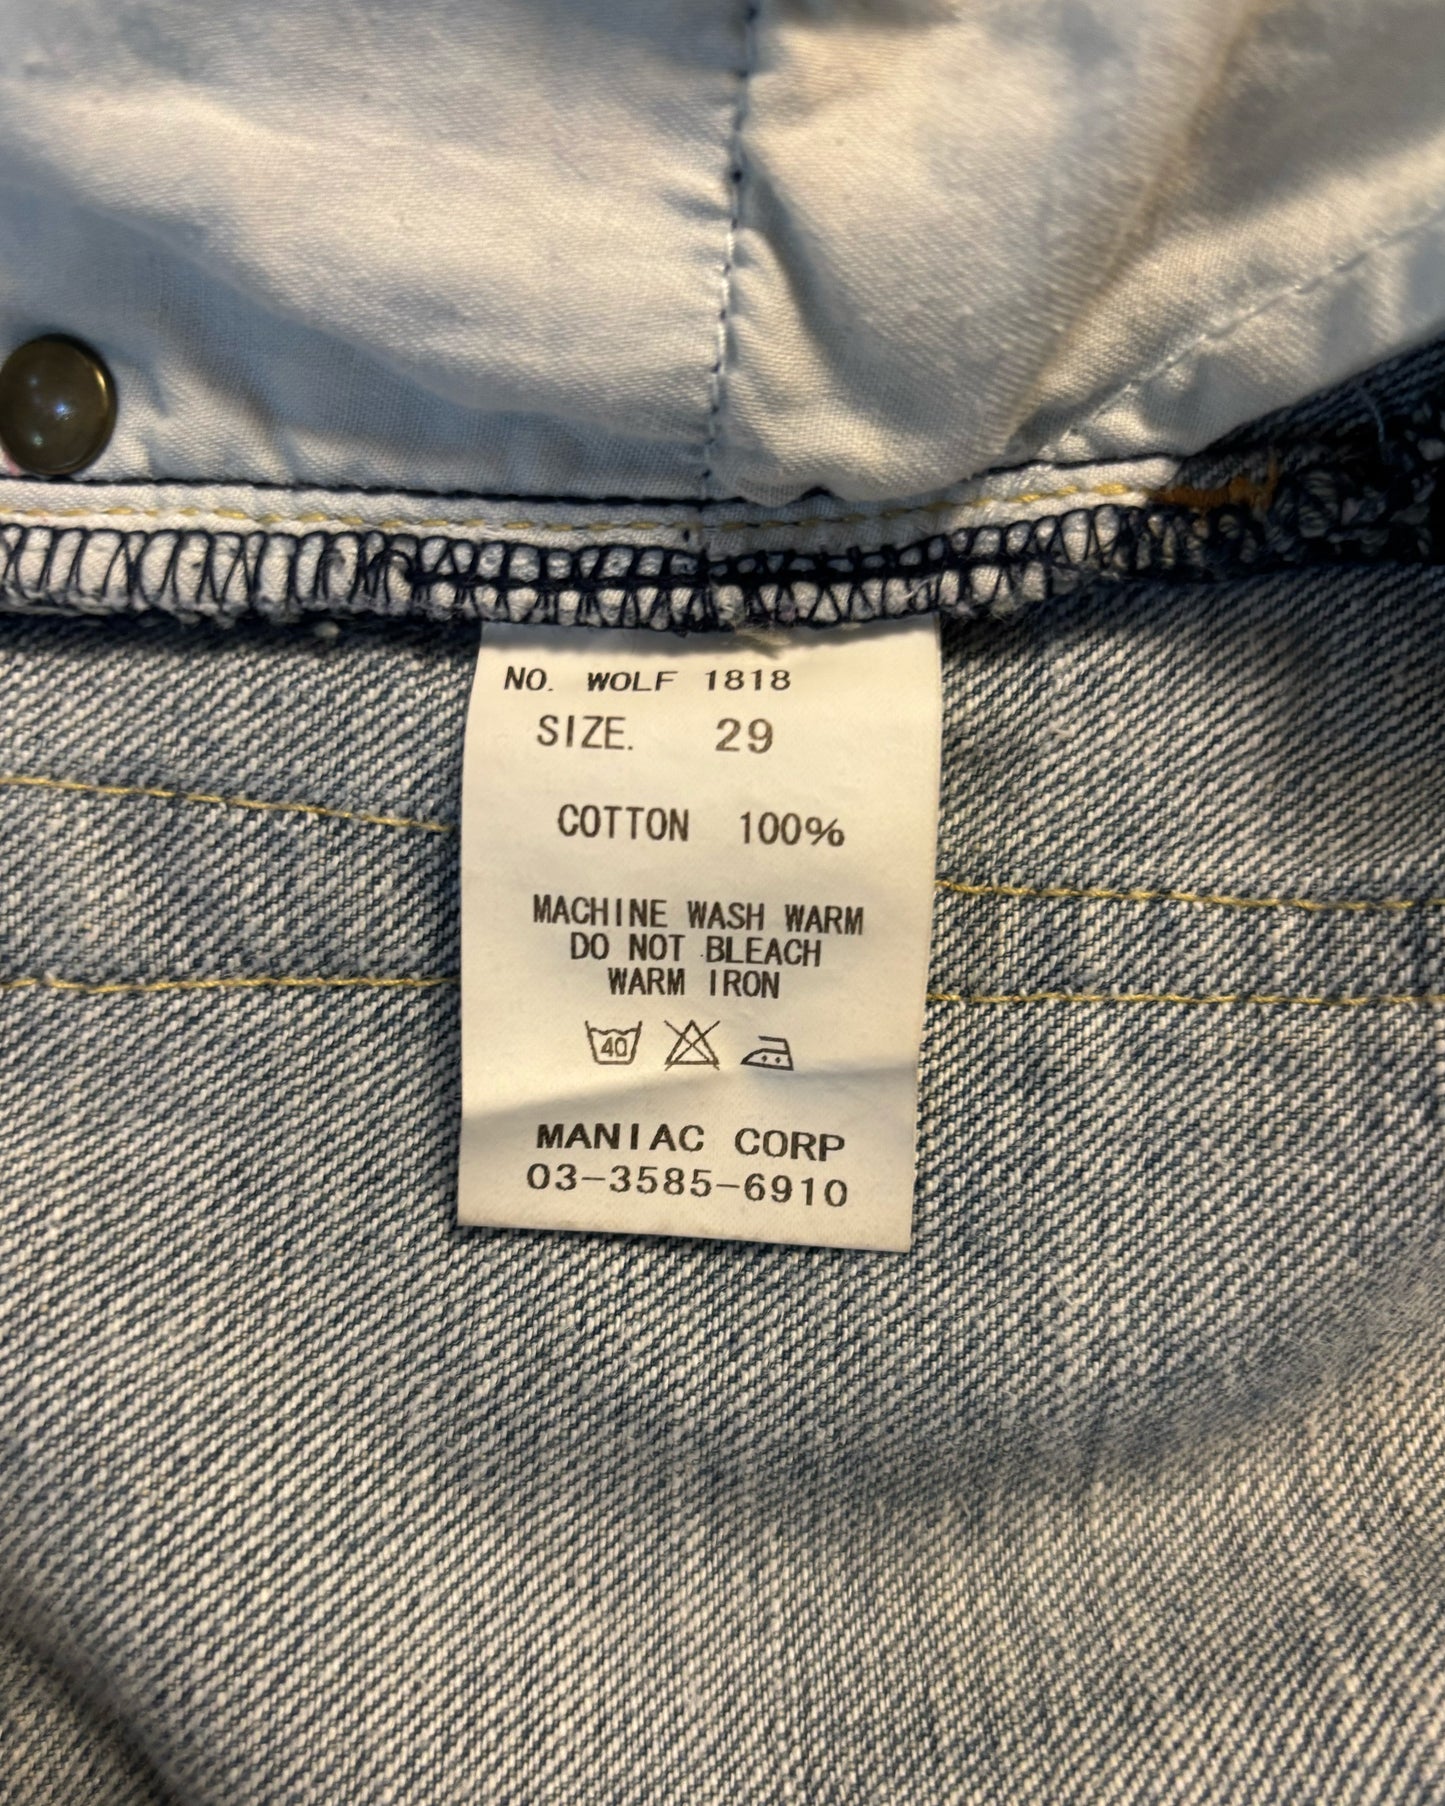 NO. WOLF 1818
SIZE. 29
COTTON 100%
MACHINE WASH WARM
DO NOT BLEACH
WARM IRON
40
MANIAC CORP
03-3585-6910